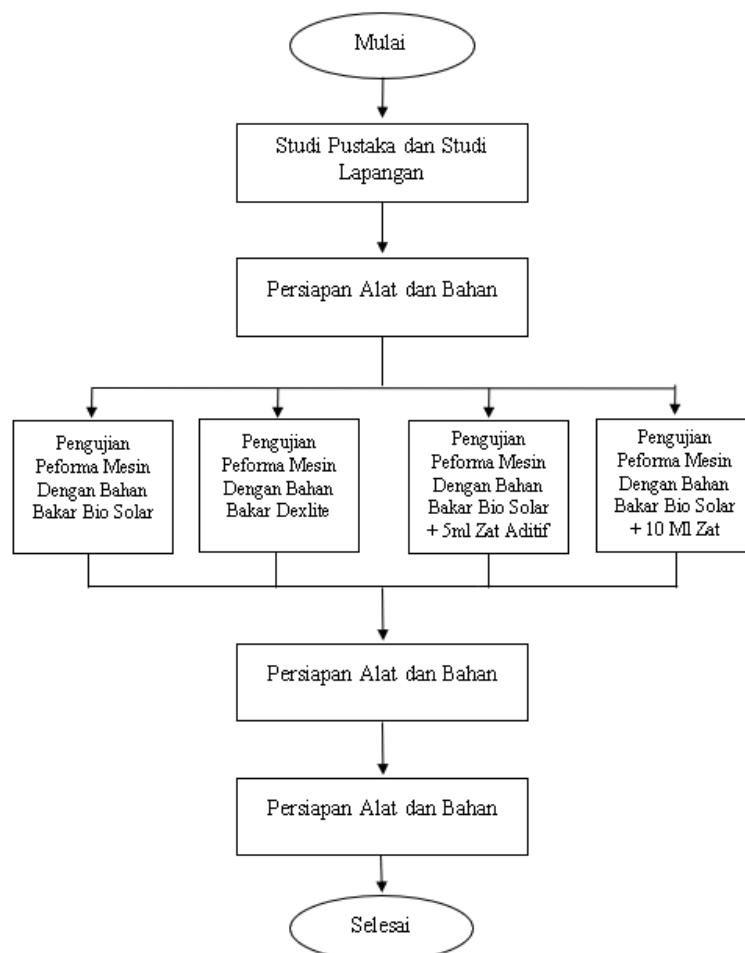 Mulai
Studi Pustaka dan Studi
Lapangan
Persiapan Alat dan Bahan
Pengujian
Peforma Mesin
Dengan Bahan
Bakar Bio Solar
Pengujian
Peforma Mesin
Dengan Bahan
Bakar Dexlite
Pengujian
Peforma Mesin
Dengan Bahan
Bakar Bio Solar
+ 5ml Zat Aditif
Pengujian
Peforma Mesin
Dengan Bahan
Bakar Bio Solar
+ 10 Ml Zat
Persiapan Alat dan Bahan
Persiapan Alat dan Bahan
Selesai